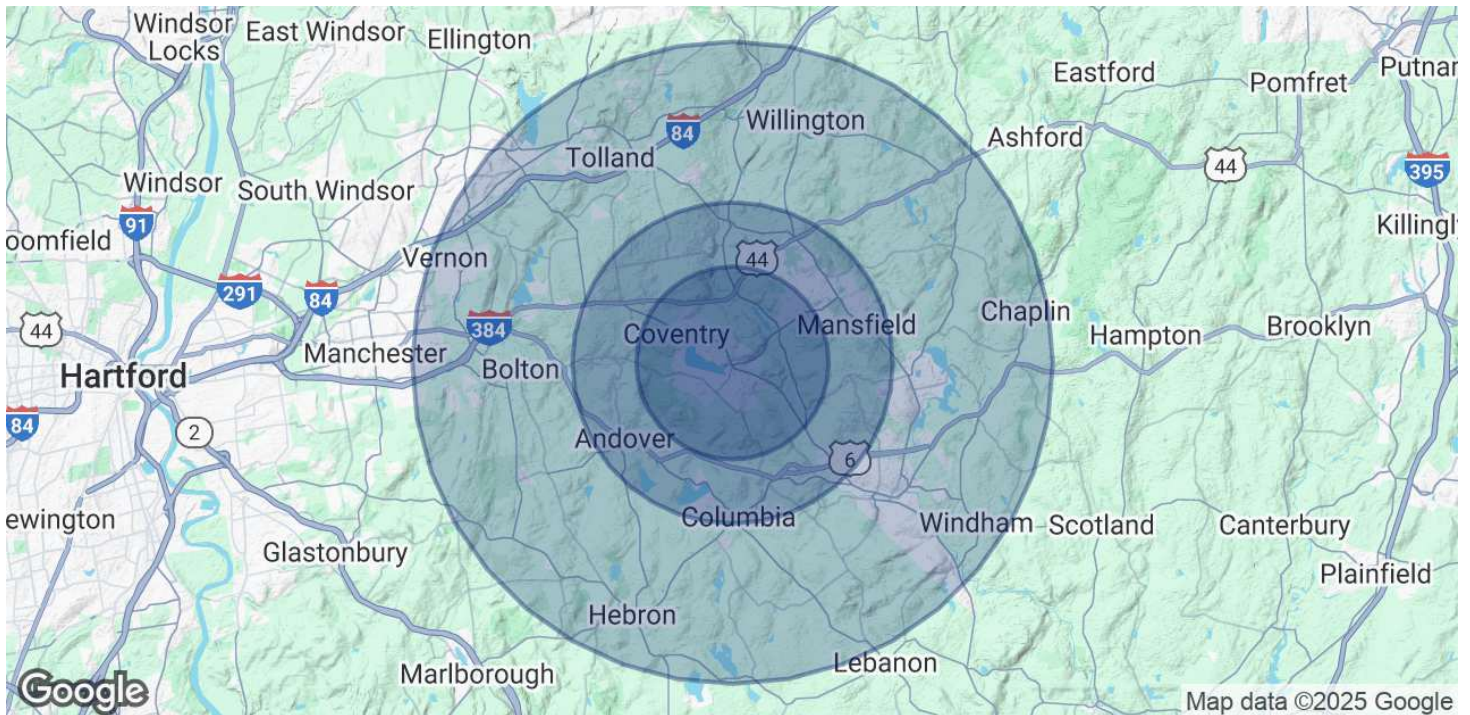 Windsor
Locks
East Windsor
Ellington
Eastford
Pomfret
Putnam
84
Willington
Ashford
Tolland
44
395
Windsor
South Windsor
91
Killingly
oomfield
Vernon
44
291
84
Chaplin
44
384
Coventry
Mansfield
Hampton
Brooklyn
Manchester
Bolton
Hartford
84
2
Andover
6
ewington
Columbia
Windham
Scotland
Canterbury
Glastonbury
Plainfield
Hebron
Marlborough
Lebanon
Google
Map data ©2025 Google